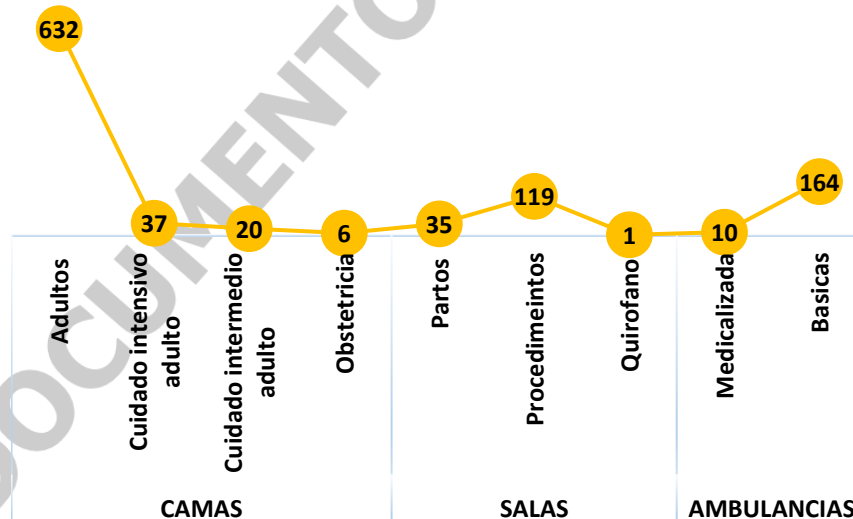 632
37
20
6
35
119
1
10
164
Adultos
Cuidado intensivo
adulto
Cuidado intermedio
adulto
Obstetricia
Partos
Procedimeintos
Quirofano
Medicalizada
Basicas
CAMAS
SALAS
AMBULANCIAS
DOCUMENTO